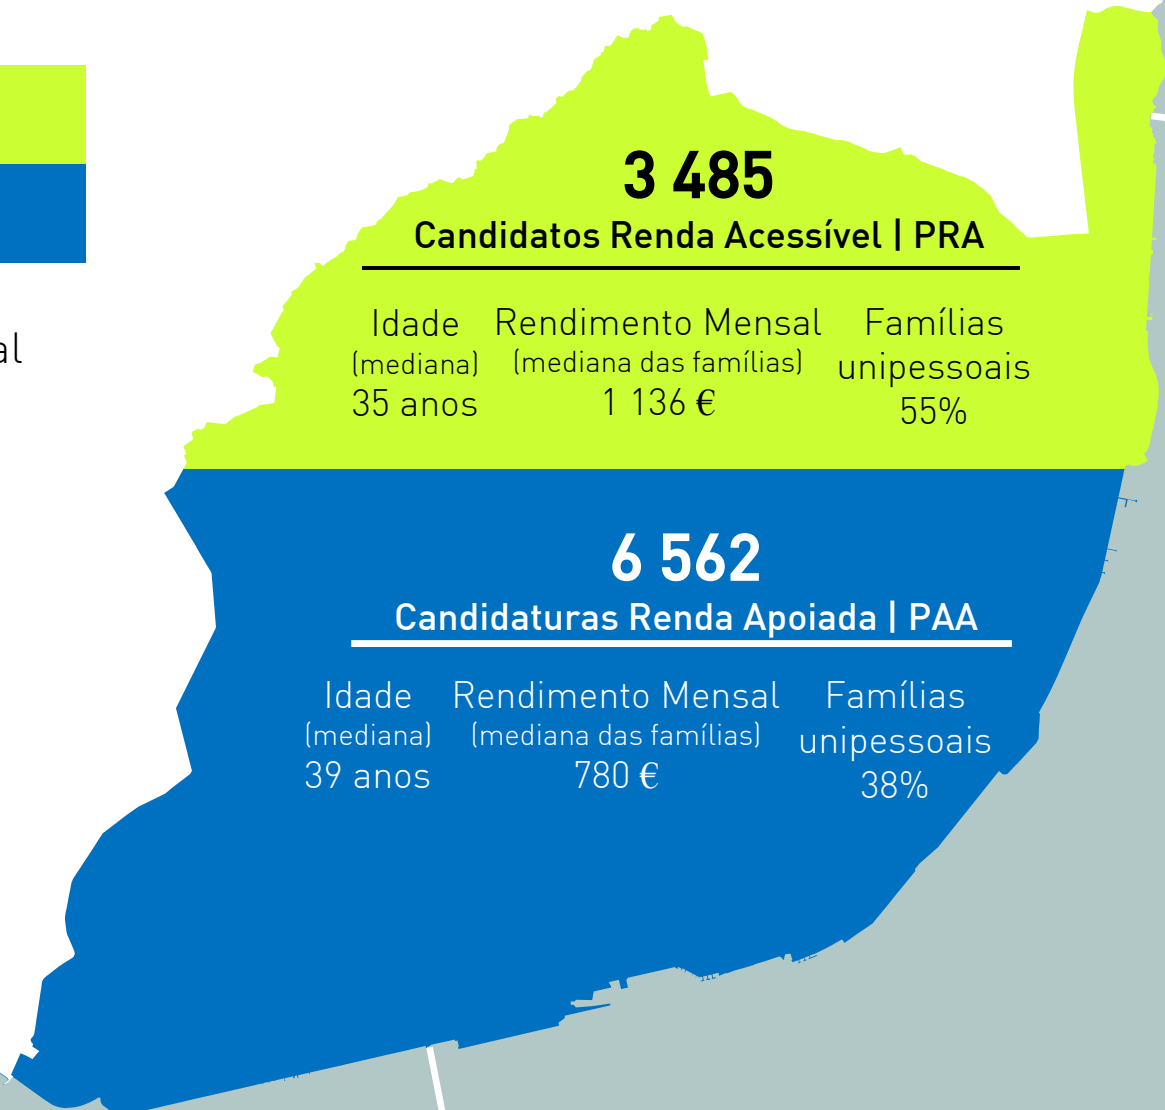 3 485
Candidatos Renda Acessível | PRA
Idade Rendimento Mensal Famílias
(mediana) (mediana das famílias) unipessoais
35 anos 1 136 € 55%
al
6 562
Candidaturas Renda Apoiada | PAA
Idade Rendimento Mensal Famílias
(mediana) (mediana das famílias) unipessoais
39 anos 780 € 38%